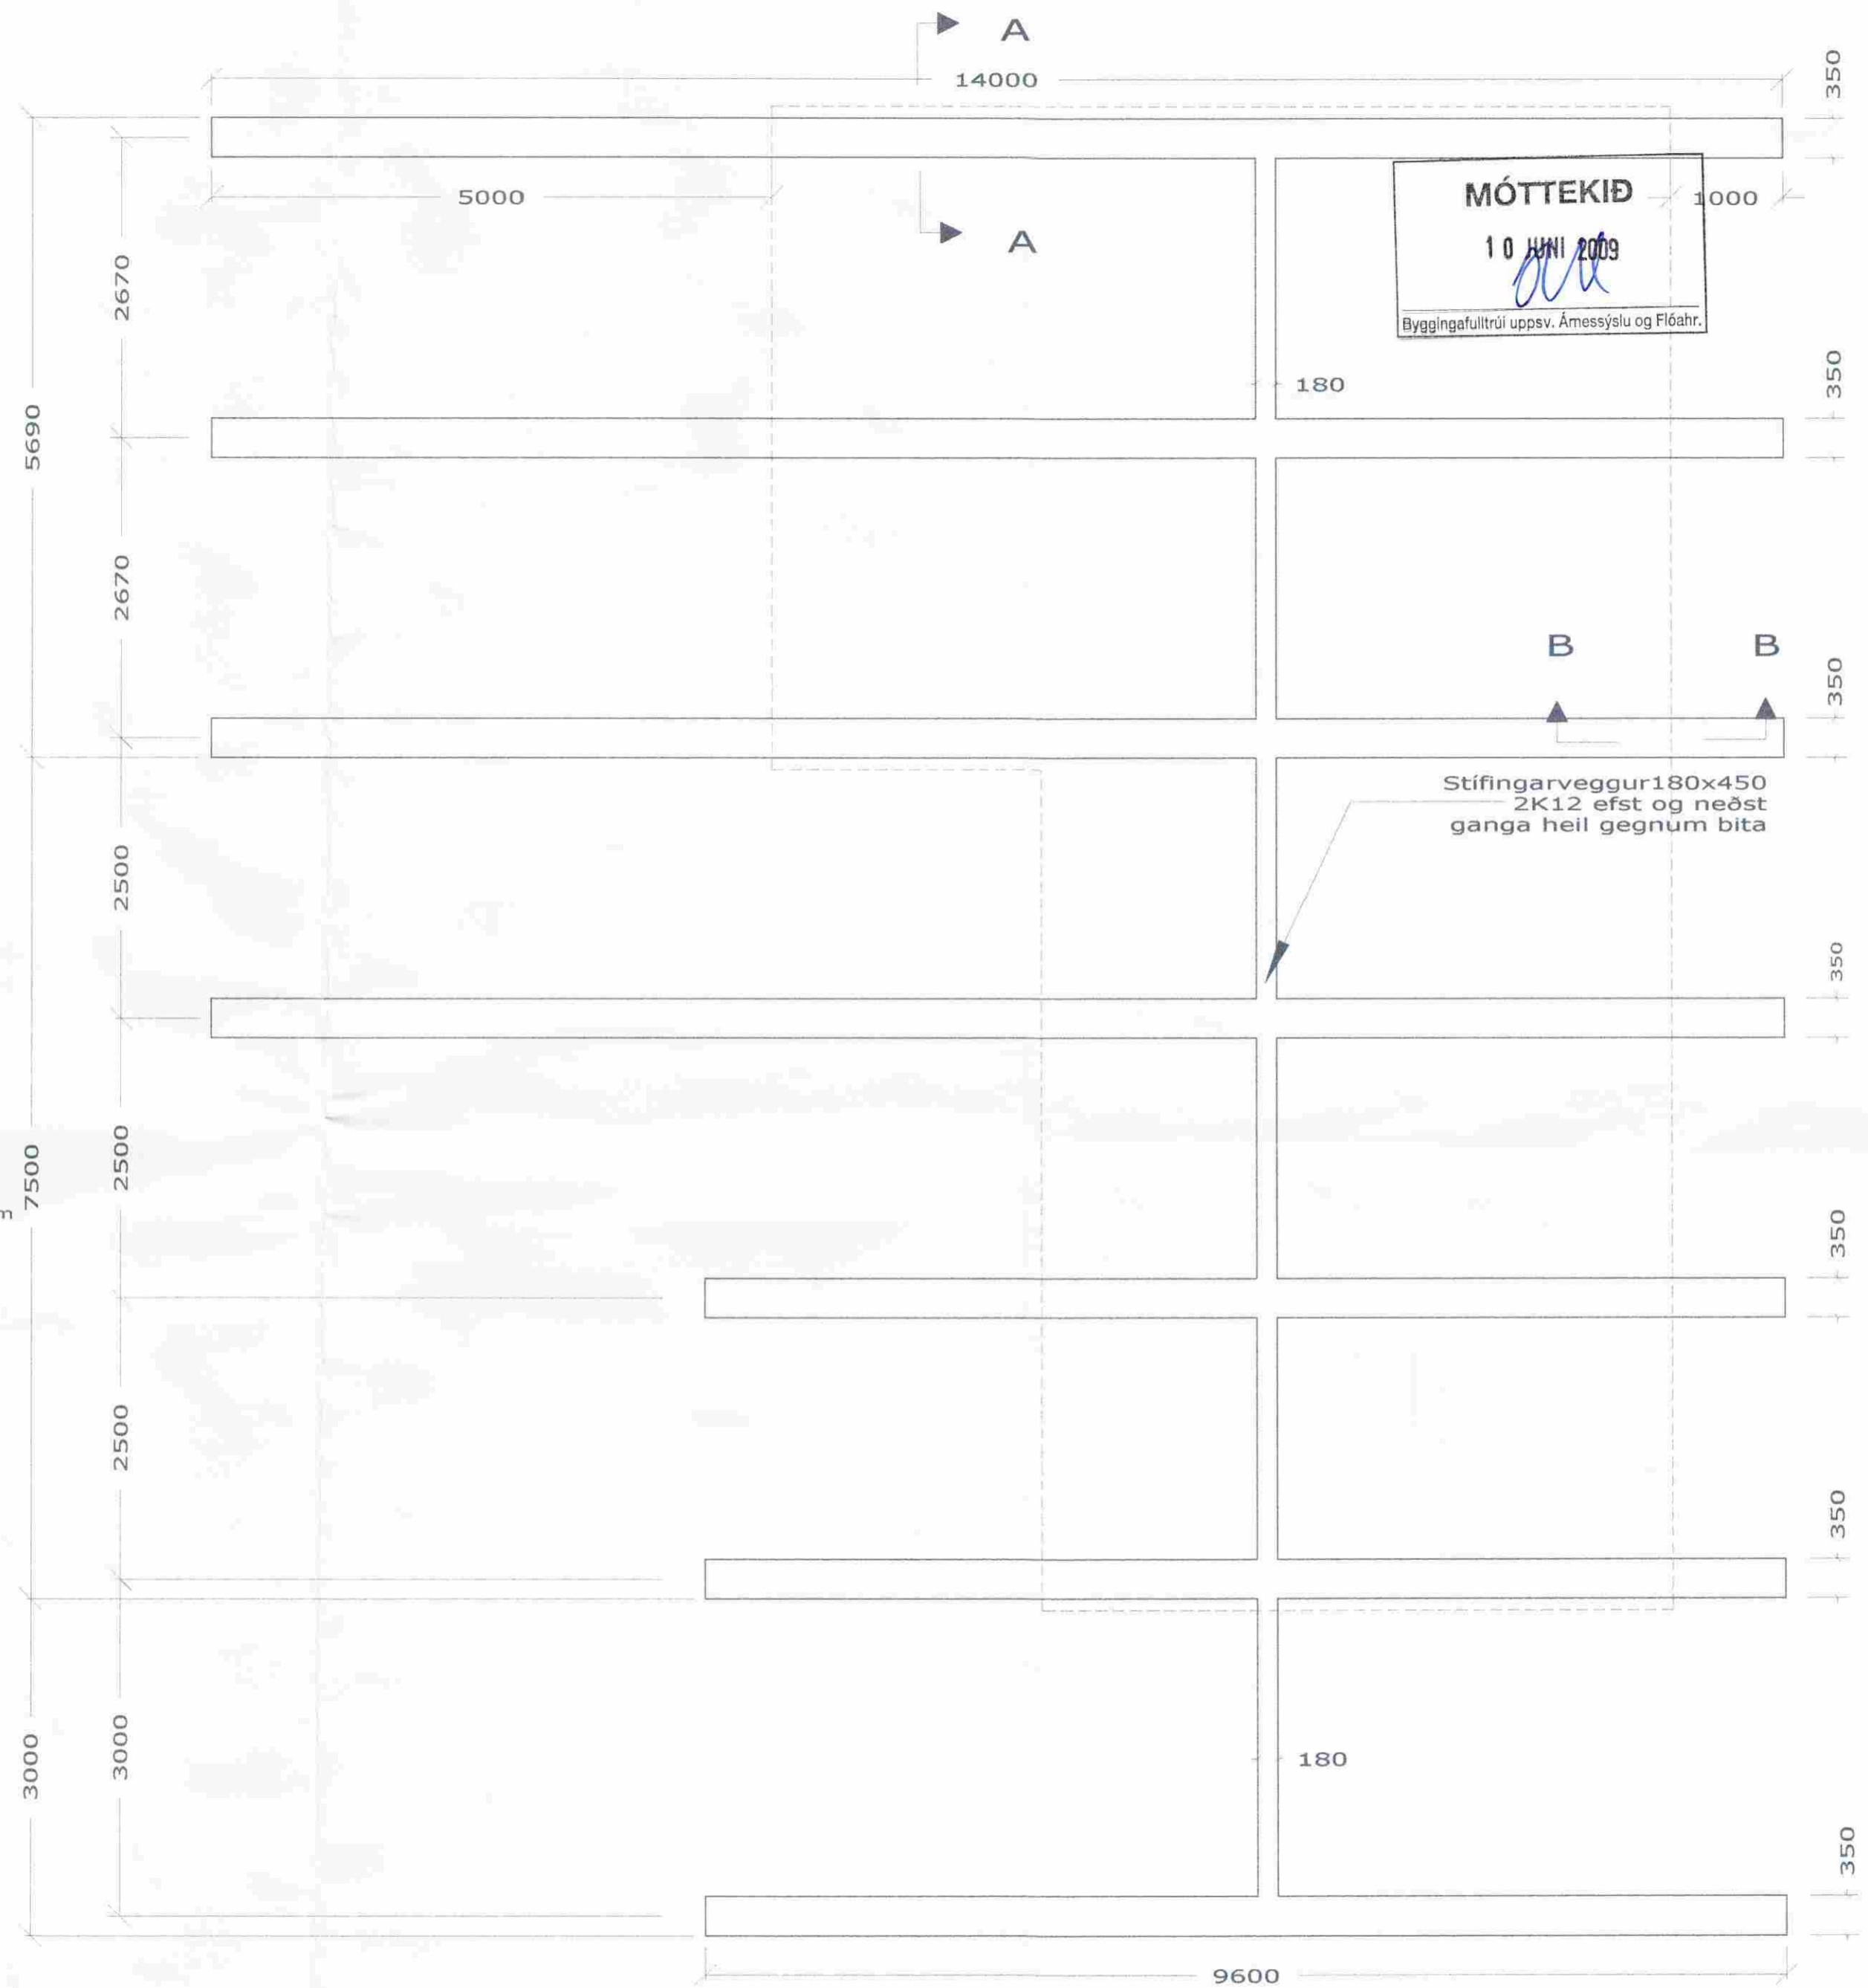 A
14000
350
5000
A
MÓTTEKIÐ
10 JUNI 2009
Byggingafulltrúi uppsv. Árnessýslu og Flóahr.
1000
2670
180
350
5690
2670
B
B
350
Stífingarveggur180x450
2K12 efst og neðst
ganga heil gegnum bita
2500
350
2500
7500
350
2500
350
3000
3000
180
350
9600